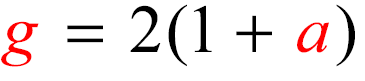 g = 2(1 + a)